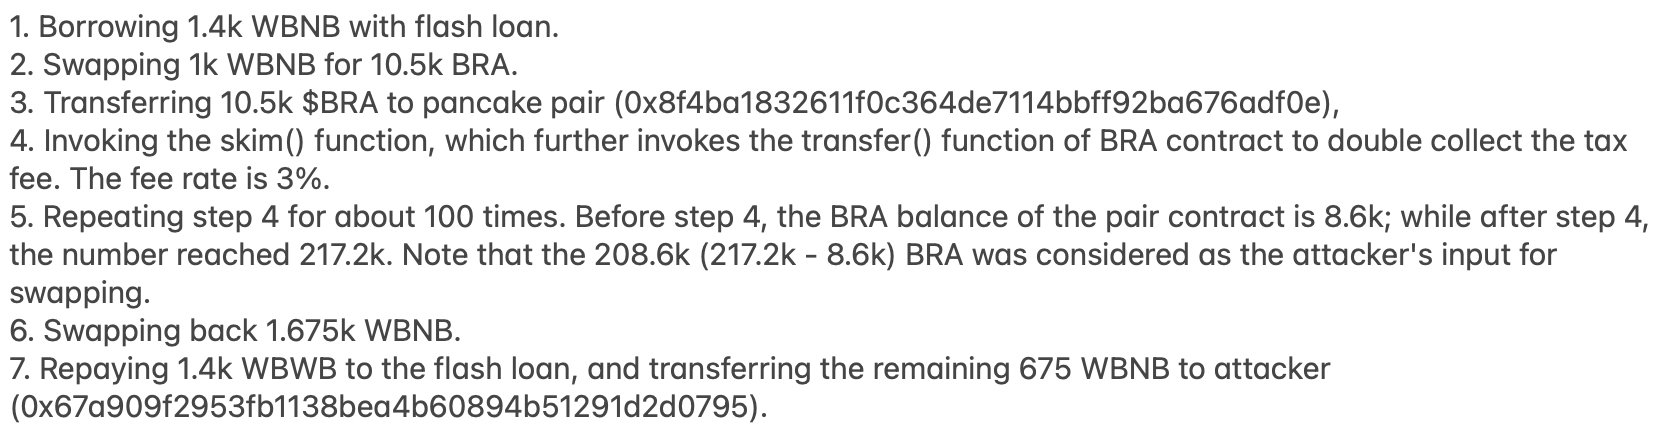 1. Borrowing 1.4k WBNB with flash loan.
2. Swapping 1k WBNB for 10.5k BRA.
3. Transferring 10.5k $BRA to pancake pair (0x8f4ba1832611f0c364de7114bbff92ba676adf0e),
4. Invoking the skim() function, which further invokes the transfer() function of BRA contract to double collect the tax
fee. The fee rate is 3%.
5. Repeating step 4 for about 100 times. Before step 4, the BRA balance of the pair contract is 8.6k; while after step 4,
the number reached 217.2k. Note that the 208.6k (217.2k - 8.6k) BRA was considered as the attacker's input for
swapping.
6. Swapping back 1.675k WBNB.
7. Repaying 1.4k WBWB to the flash loan, and transferring the remaining 675 WBNB to attacker
(0x67a909f2953fb1138bea4b60894b51291d2d0795).